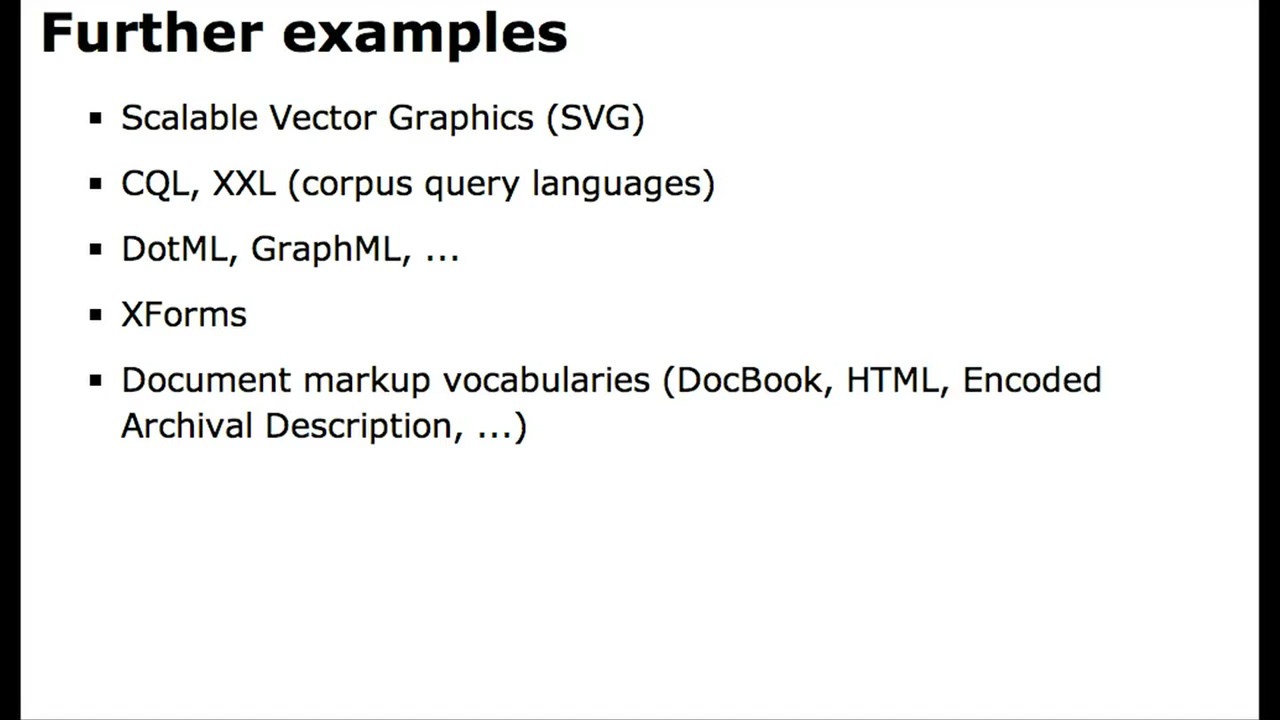 Further examples
▪ Scalable Vector Graphics (SVG)
▪ CQL, XXL (corpus query languages)
▪ DotML, GraphML, ...
▪ XForms
▪ Document markup vocabularies (DocBook, HTML, Encoded
Archival Description, ...)